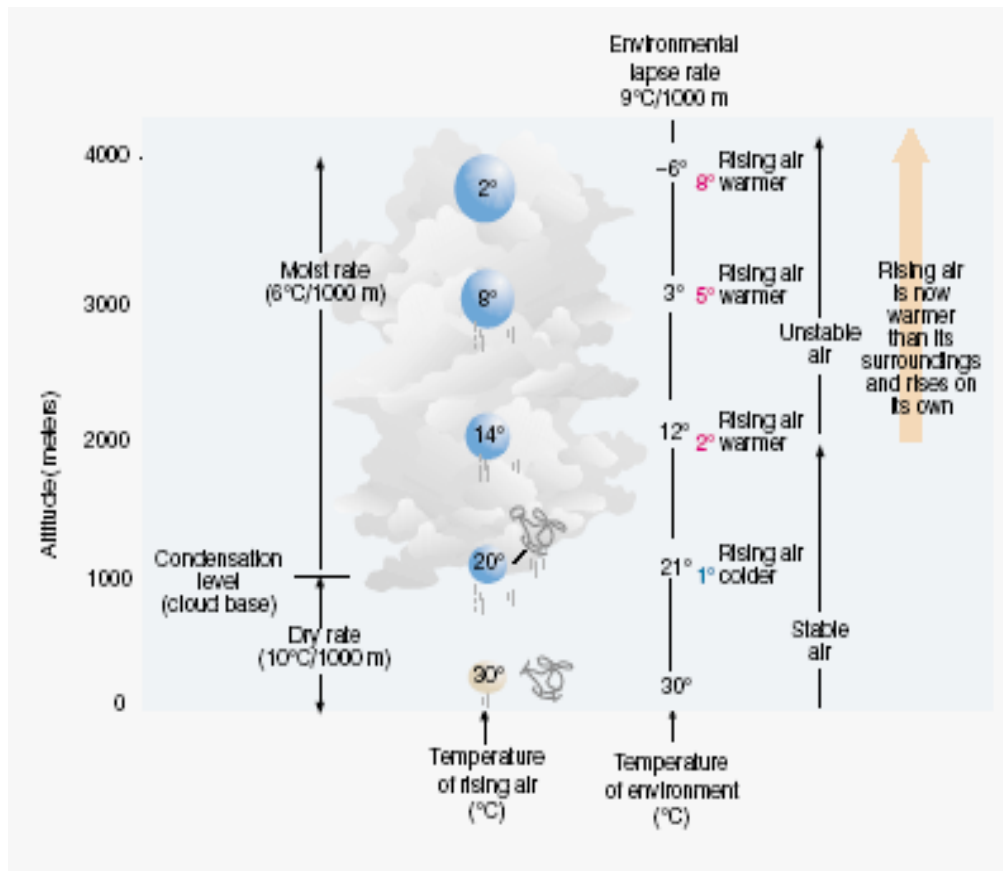 Environmental
lapse rate
9°C/1000 m
4000
2°
−6°
Rising air
8° warmer
Moist rate
(6°C/1000 m)
3000
8°
3°
Rising air
5° warmer
Unstable
air
Rising air
is now
warmer
than its
surroundings
and rises on
its own
2000
14°
12°
Rising air
2° warmer
Altitude (meters)
Condensation
level
(cloud base)
1000
20°
21°
Rising air
1° colder
Dry rate
(10°C/1000 m)
Stable
air
30°
30°
0
Temperature
of rising air
(°C)
Temperature
of environment
(°C)